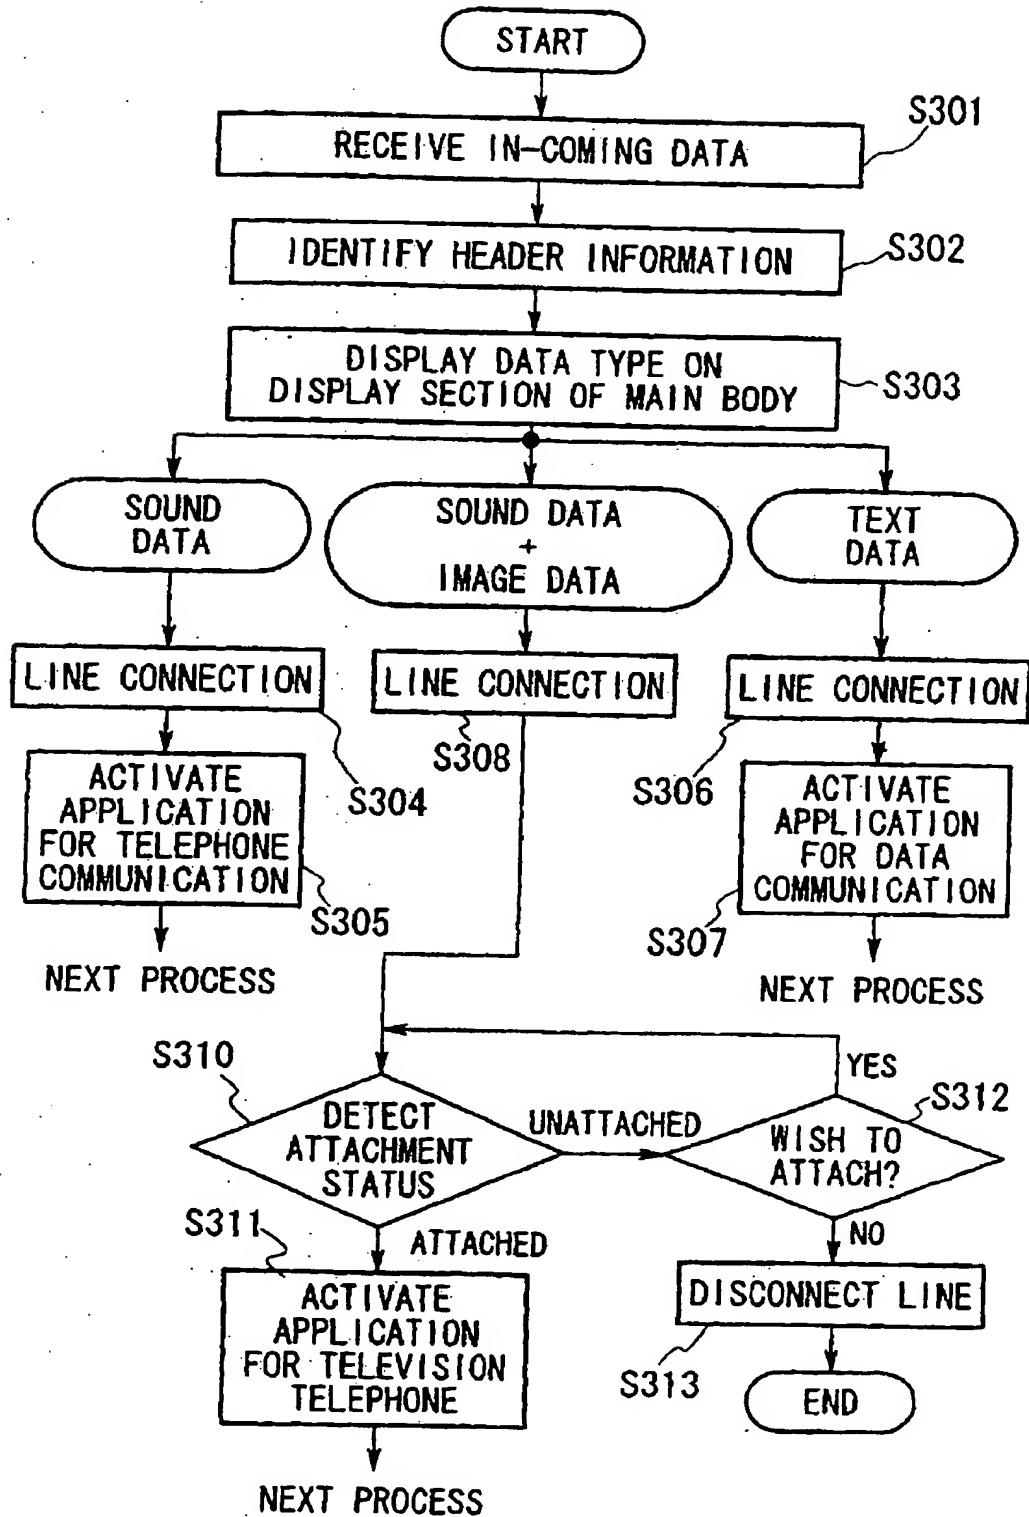 START
S301
RECEIVE IN-COMING DATA
S302
IDENTIFY HEADER INFORMATION
DISPLAY DATA TYPE ON
DISPLAY SECTION OF MAIN BODY
S303
SOUND
DATA
SOUND DATA
+
IMAGE DATA
TEXT
DATA
LINE CONNECTION
LINE CONNECTION
LINE CONNECTION
S304
S308
S306
ACTIVATE
APPLICATION
FOR TELEPHONE
COMMUNICATION
S305
ACTIVATE
APPLICATION
FOR DATA
COMMUNICATION
S307
NEXT PROCESS
NEXT PROCESS
S310
DETECT
ATTACHMENT
STATUS
UNATTACHED
YES
S312
WISH TO
ATTACH?
S311
ATTACHED
NO
ACTIVATE
APPLICATION
FOR TELEVISION
TELEPHONE
DISCONNECT LINE
S313
END
NEXT PROCESS